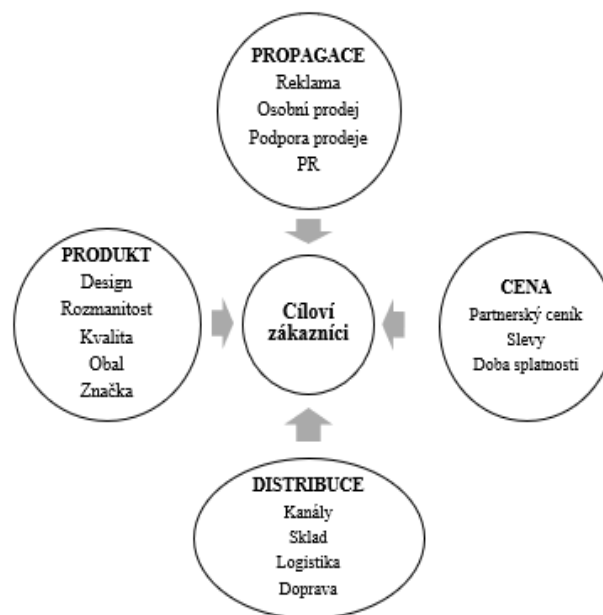 PROPAGACE
Reklama
Osobní prodej
Podpora prodeje
PR
PRODUKT
Design
Rozmanitost
Kvalita
Obal
Značka
Cíloví
zákazníci
CENA
Partnerský ceník
Slevy
Doba splatnosti
DISTRIBUCE
Kanály
Sklad
Logistika
Doprava